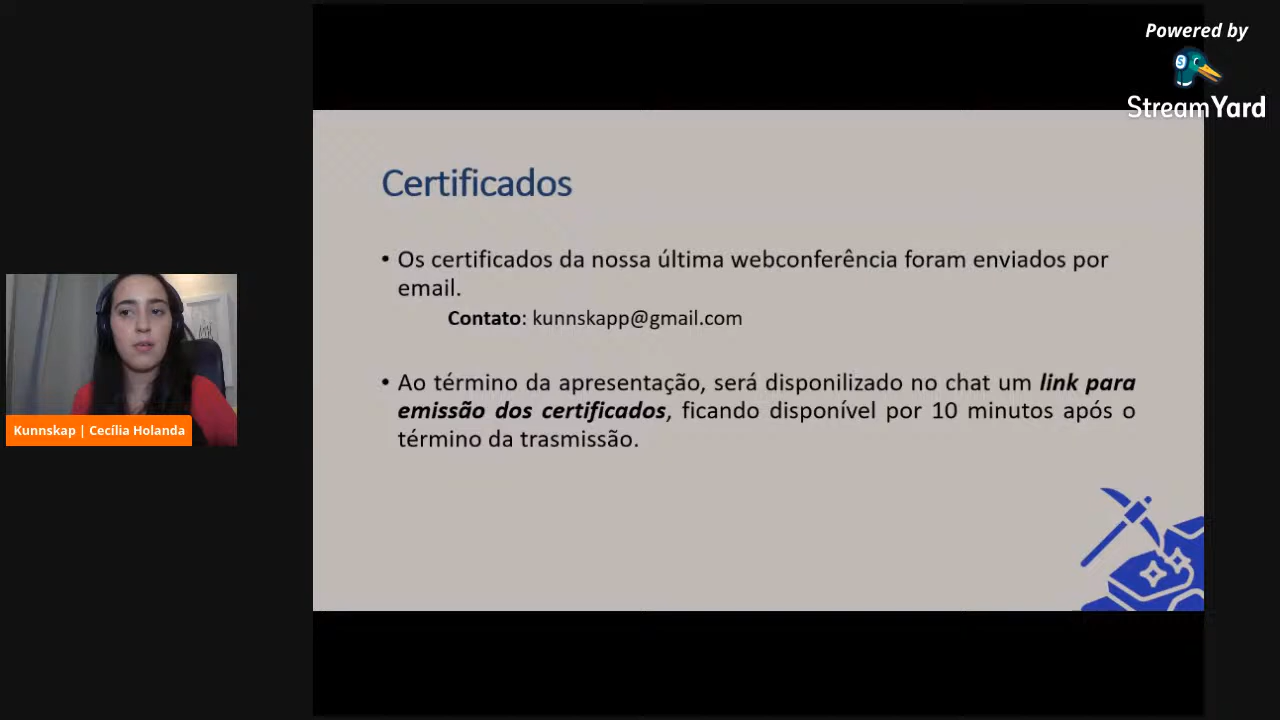 Powered by
StreamYard
Certificados
• Os certificados da nossa última webconferência foram enviados por
email.
Contato: kunnskapp@gmail.com
• Ao término da apresentação, será disponilizado no chat um link para
emissão dos certificados, ficando disponível por 10 minutos após o
término da trasmissão.
Kunnskap | Cecília Holanda